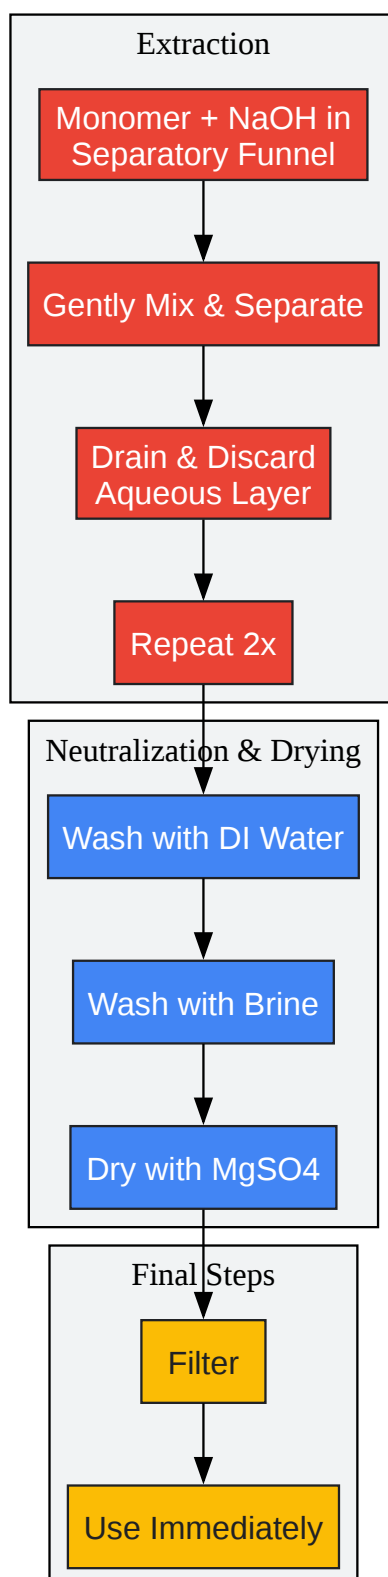 Extraction
Monomer + NaOH in
Separatory Funnel
Gently Mix & Separate
Drain & Discard
Aqueous Layer
Repeat 2x
Neutralization & Drying
Wash with DI Water
Wash with Brine
Dry with MgSO4
Final Steps
Filter
Use Immediately